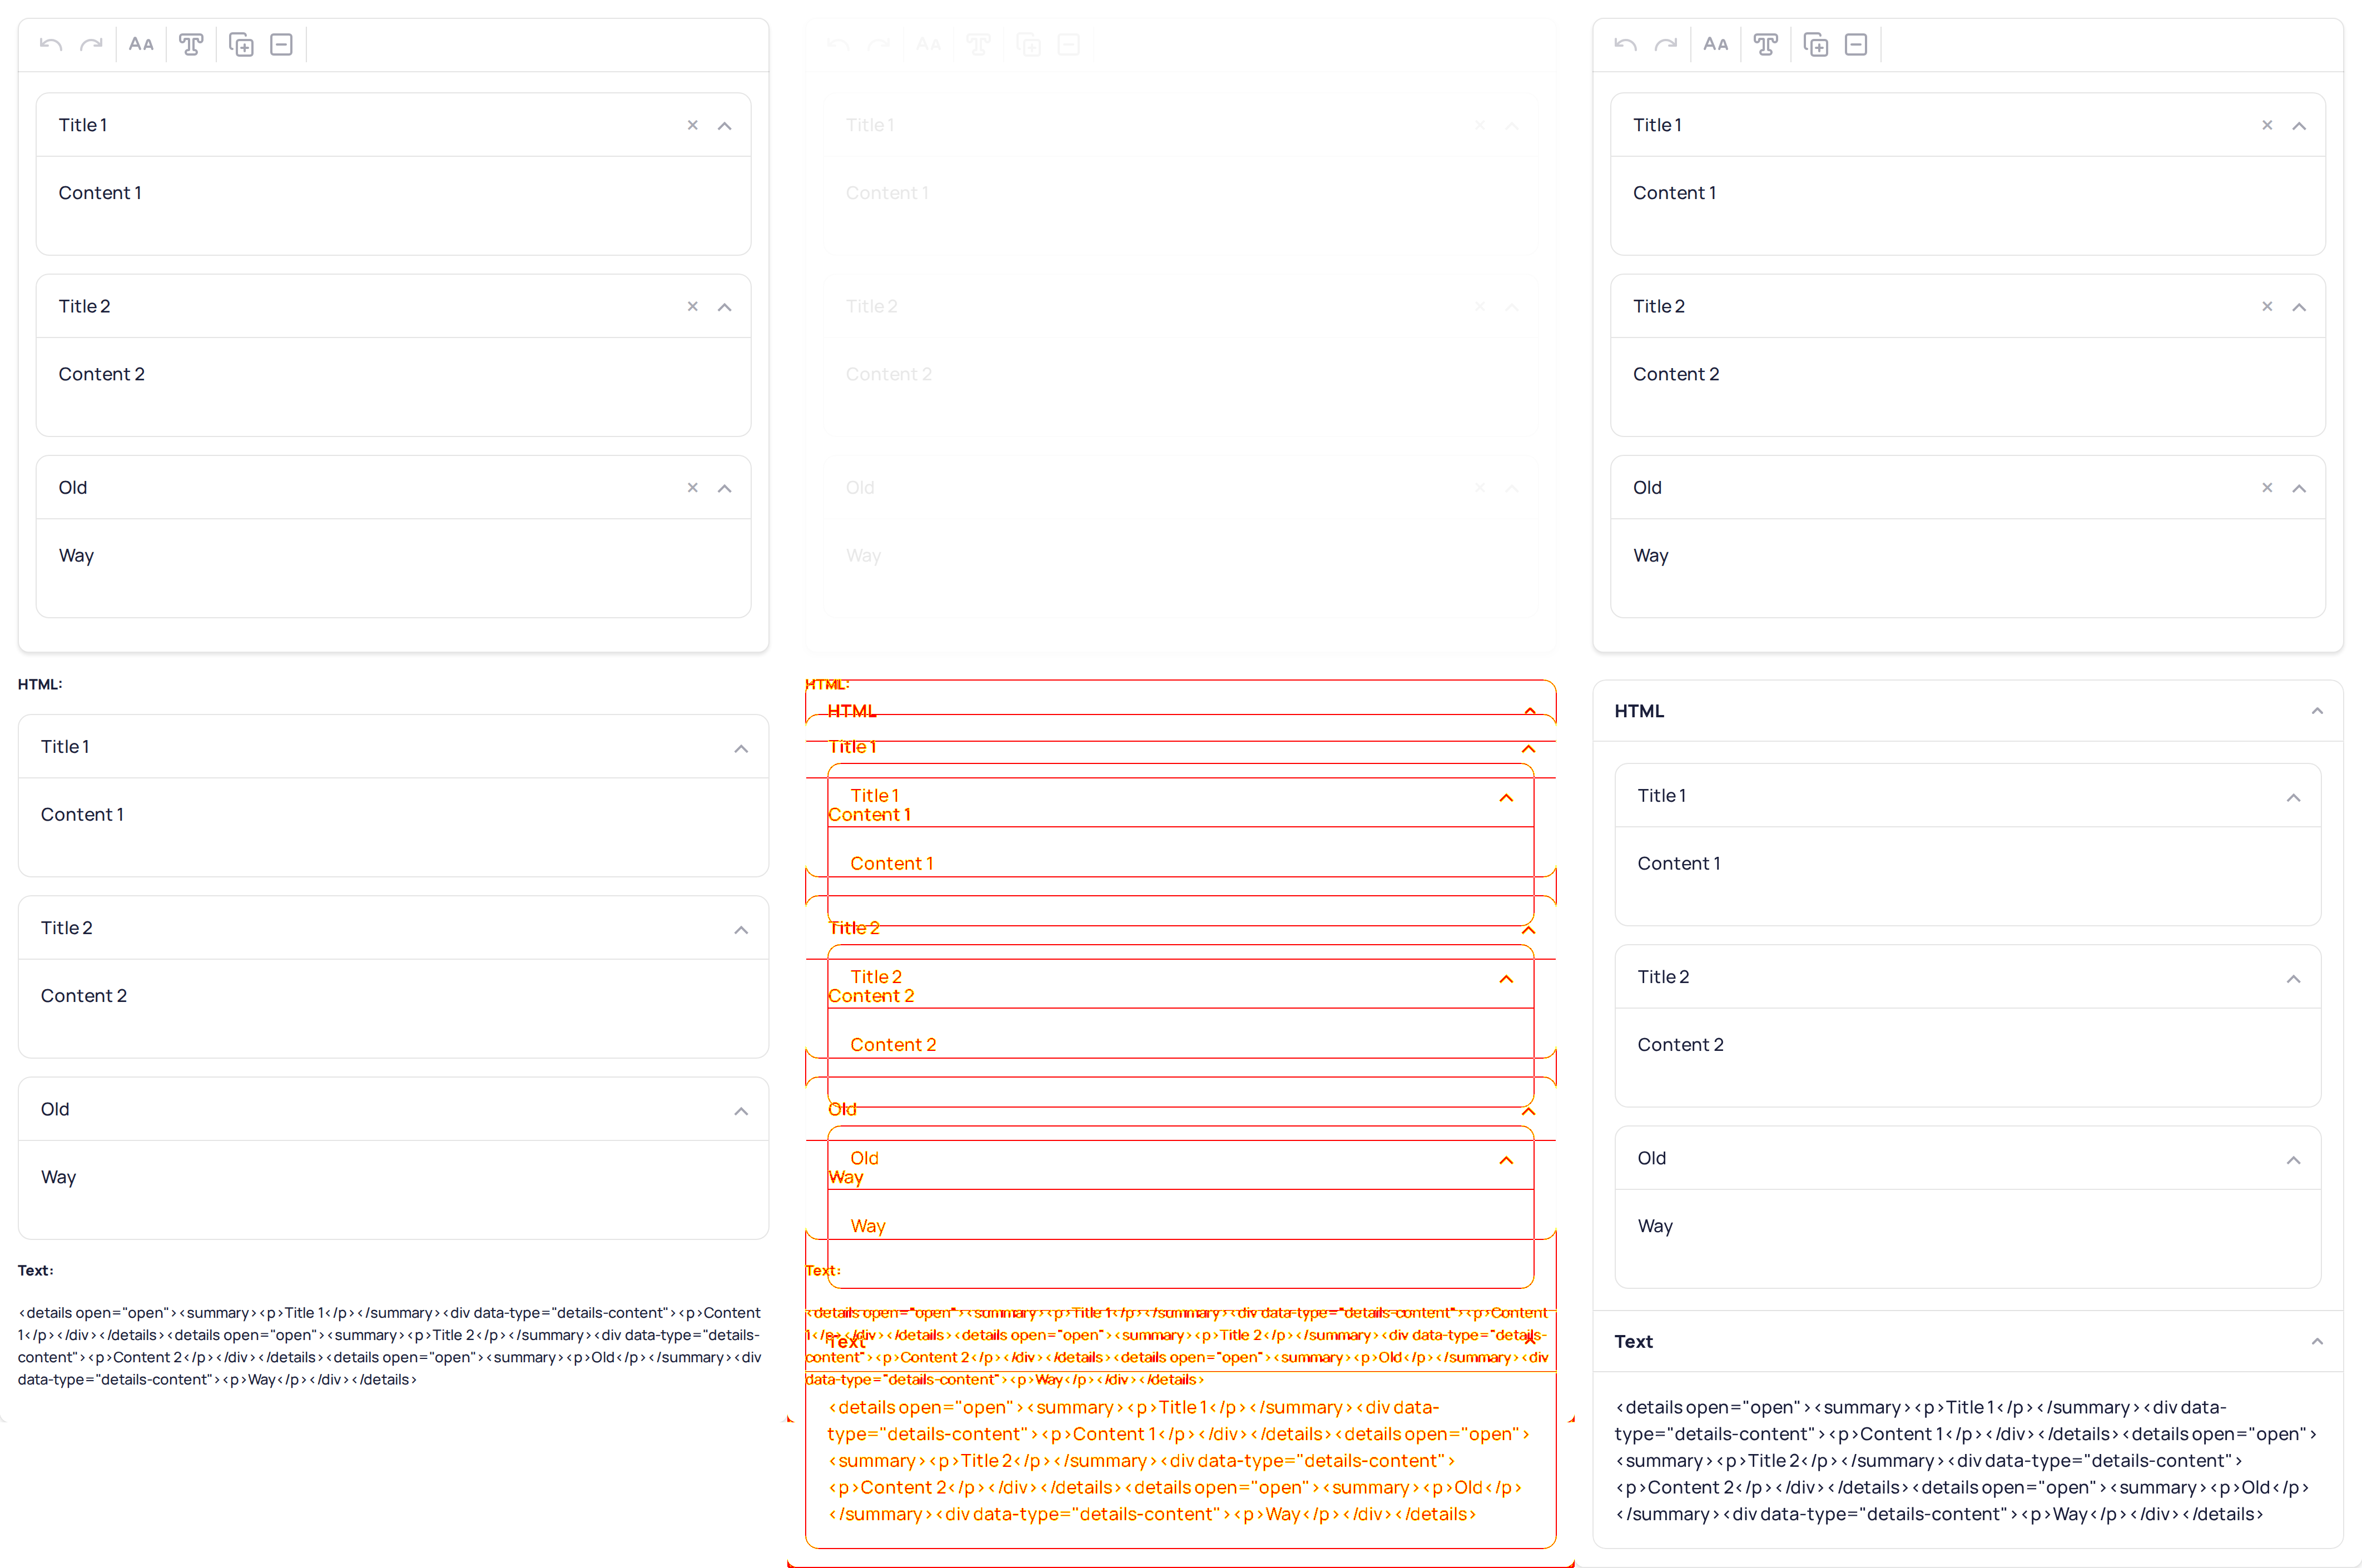 AA T
Title 1
Content 1
Title 2
Content 2
Old
Way
HTML:
Title 1
Content 1
Title 2
Content 2
Old
Way
Text:
<details open="open"><summary><p>Title 1</p></summary><div data-type="details-content"><p>Content
1</p></div></details><details open="open"><summary><p>Title 2</p></summary><div data-type="details-
content"><p>Content 2</p></div></details><details open="open"><summary><p>Old</p></summary><div
data-type="details-content"><p>Way</p></div></details>
AA T
Title 1
Content 1
Title 2
Content 2
Old
Way
HTML:
HTML
Title 1
Title 1
Content 1
Content 1
Title 2
Title 2
Content 2
Content 2
Old
Old
Way
Way
Text:
<details open="open"><summary><p>Title 1</p></summary><div data-type="details-content"><p>Content
1</p></div></details><details open="open"><summary><p>Title 2</p></summary><div data-type="details-
Text
content"><p>Content 2</p></div></details><details open="open"><summary><p>Old</p></summary><div
data-type="details-content"><p>Way</p></div></details>
<details open="open"><summary><p>Title 1</p></summary><div data-
type="details-content"><p>Content 1</p></div></details><details open="open">
<summary><p>Title 2</p></summary><div data-type="details-content">
<p>Content 2</p></div></details><details open="open"><summary><p>Old</p>
</summary><div data-type="details-content"><p>Way</p></div></details>
AA T
Title 1
Content 1
Title 2
Content 2
Old
Way
HTML
Title 1
Content 1
Title 2
Content 2
Old
Way
Text
<details open="open"><summary><p>Title 1</p></summary><div data-
type="details-content"><p>Content 1</p></div></details><details open="open">
<summary><p>Title 2</p></summary><div data-type="details-content">
<p>Content 2</p></div></details><details open="open"><summary><p>Old</p>
</summary><div data-type="details-content"><p>Way</p></div></details>